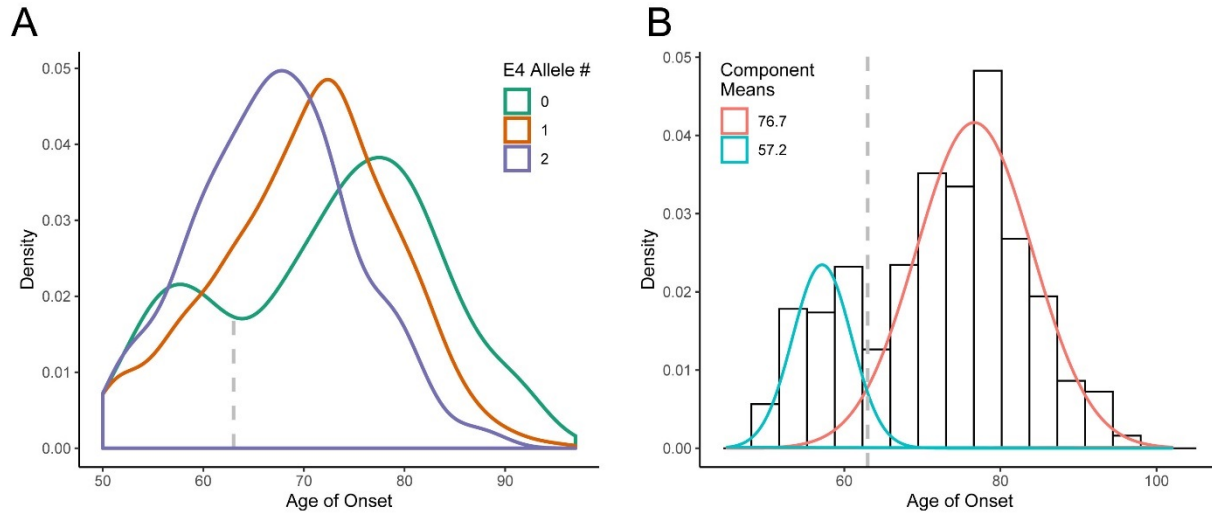 A
E4 Allele #
0
1
2
0.05
0.04
0.03
0.02
0.01
0.00
Density
50 60 70 80 90
Age of Onset
B
Component
Means
76.7
57.2
0.05
0.04
0.03
0.02
0.01
0.00
Density
60 80 100
Age of Onset